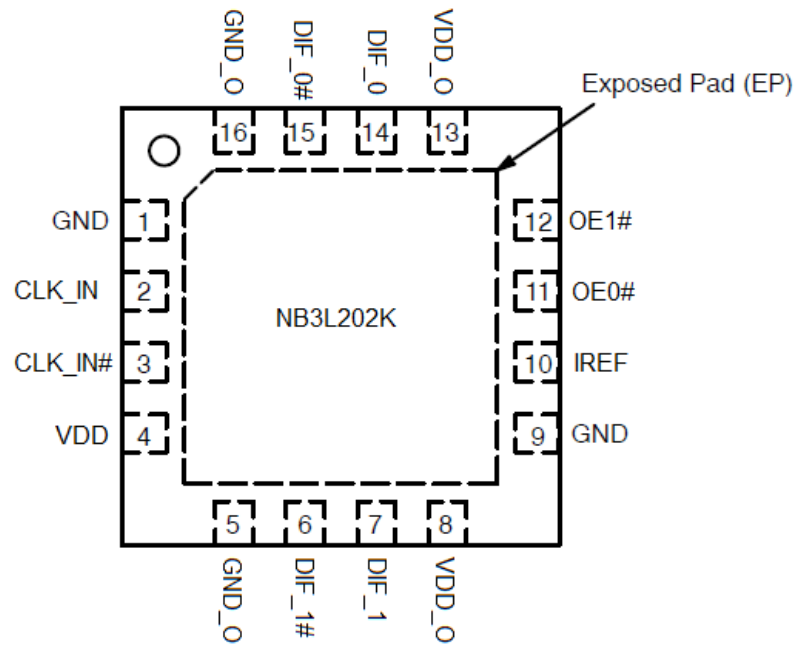 GND_O DIF_0# DIF_0 VDD_O
Exposed Pad (EP)
16 15 14 13
GND 1 12 OE1#
CLK_IN 2 11 OE0#
NB3L202K
CLK_IN# 3 10 IREF
VDD 4 9 GND
5 6 7 8
GND_O DIF_1# DIF_1 VDD_O